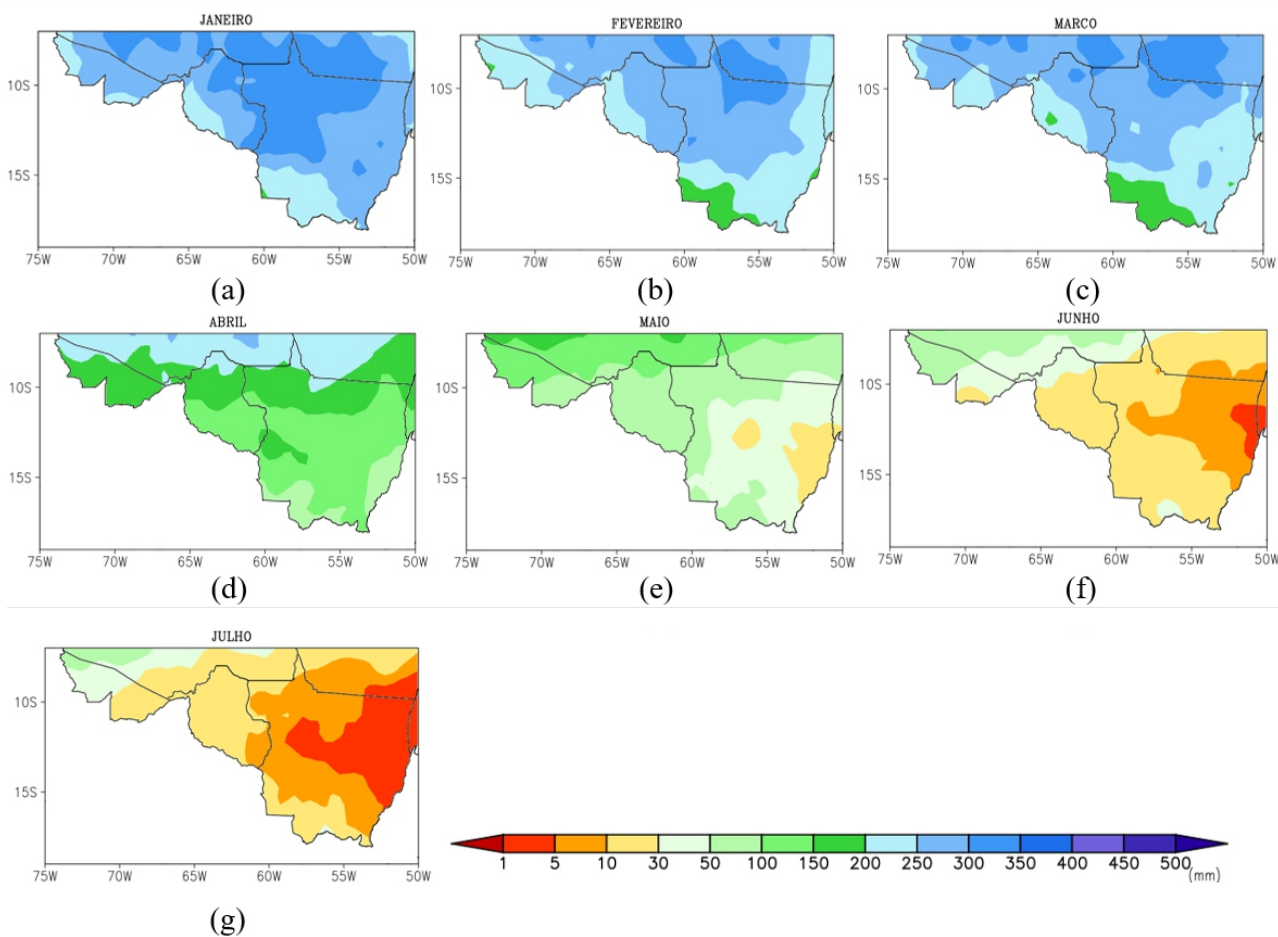 JANEIRO
10S
15S
75W 70W 65W 60W 55W 50W
(a)
FEVEREIRO
10S
15S
75W 70W 65W 60W 55W 50W
(b)
MARCO
10S
15S
75W 70W 65W 60W 55W 50W
(c)
ABRIL
10S
15S
75W 70W 65W 60W 55W 50W
(d)
MAIO
10S
15S
75W 70W 65W 60W 55W 50W
(e)
JUNHO
10S
15S
75W 70W 65W 60W 55W 50W
(f)
JULHO
10S
15S
75W 70W 65W 60W 55W 50W
(g)
1 5 10 30 50 100 150 200 250 300 350 400 450 500
(mm)